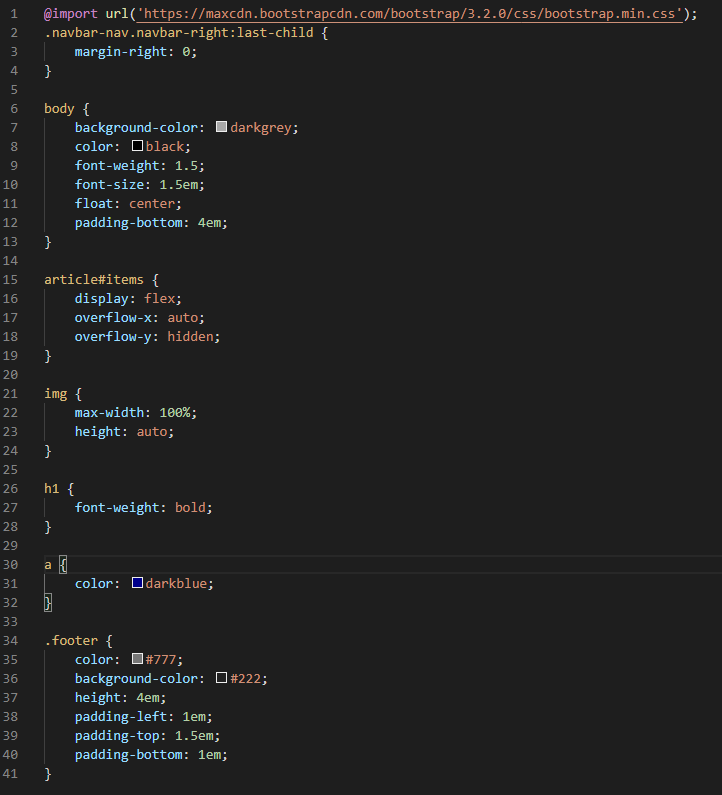 1 @import url('https://maxcdn.bootstrapcdn.com/bootstrap/3.2.0/css/bootstrap.min.css');
2 .navbar-nav.navbar-right:last-child {
3     margin-right: 0;
4 }
5
6 body {
7     background-color: darkgrey;
8     color: black;
9     font-weight: 1.5;
10     font-size: 1.5em;
11     float: center;
12     padding-bottom: 4em;
13 }
14
15 article#items {
16     display: flex;
17     overflow-x: auto;
18     overflow-y: hidden;
19 }
20
21 img {
22     max-width: 100%;
23     height: auto;
24 }
25
26 h1 {
27     font-weight: bold;
28 }
29
30 a {
31     color: darkblue;
32 }
33
34 .footer {
35     color: #777;
36     background-color: #222;
37     height: 4em;
38     padding-left: 1em;
39     padding-top: 1.5em;
40     padding-bottom: 1em;
41 }